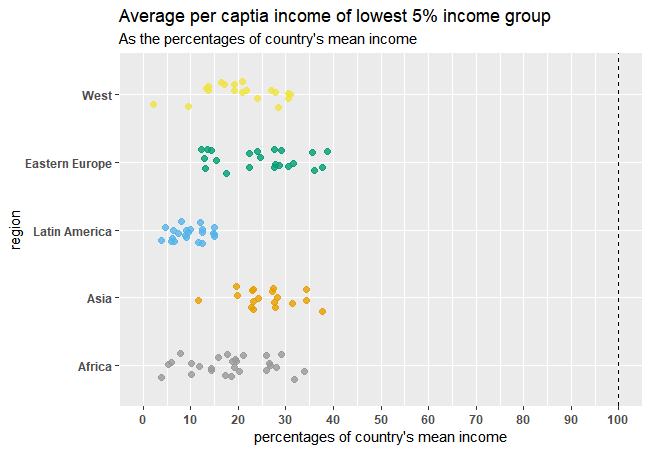 Average per captia income of lowest 5% income group
As the percentages of country's mean income
region
West
Eastern Europe
Latin America
Asia
Africa
0 10 20 30 40 50 60 70 80 90 100
percentages of country's mean income